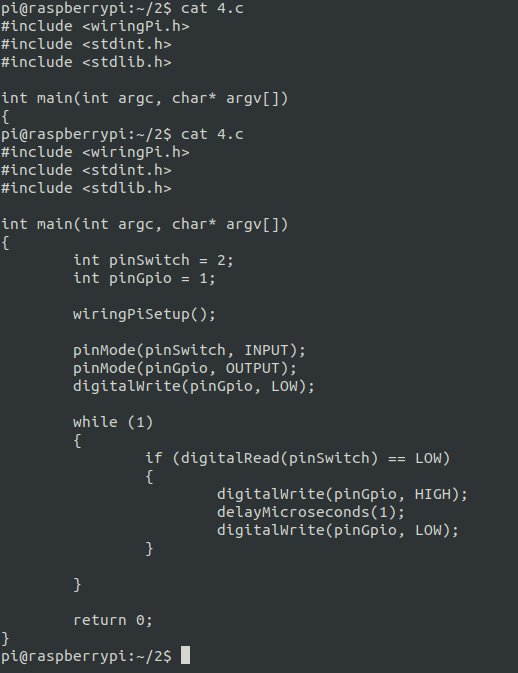 pi@raspberrypi:~/2$ cat 4.c
#include <wiringPi.h>
#include <stdint.h>
#include <stdlib.h>

int main(int argc, char* argv[])
{
pi@raspberrypi:~/2$ cat 4.c
#include <wiringPi.h>
#include <stdint.h>
#include <stdlib.h>

int main(int argc, char* argv[])
{
        int pinSwitch = 2;
        int pinGpio = 1;

        wiringPiSetup();

        pinMode(pinSwitch, INPUT);
        pinMode(pinGpio, OUTPUT);
        digitalWrite(pinGpio, LOW);

        while (1)
        {
                if (digitalRead(pinSwitch) == LOW)
                {
                        digitalWrite(pinGpio, HIGH);
                        delayMicroseconds(1);
                        digitalWrite(pinGpio, LOW);
                }

        }

        return 0;
}
pi@raspberrypi:~/2$